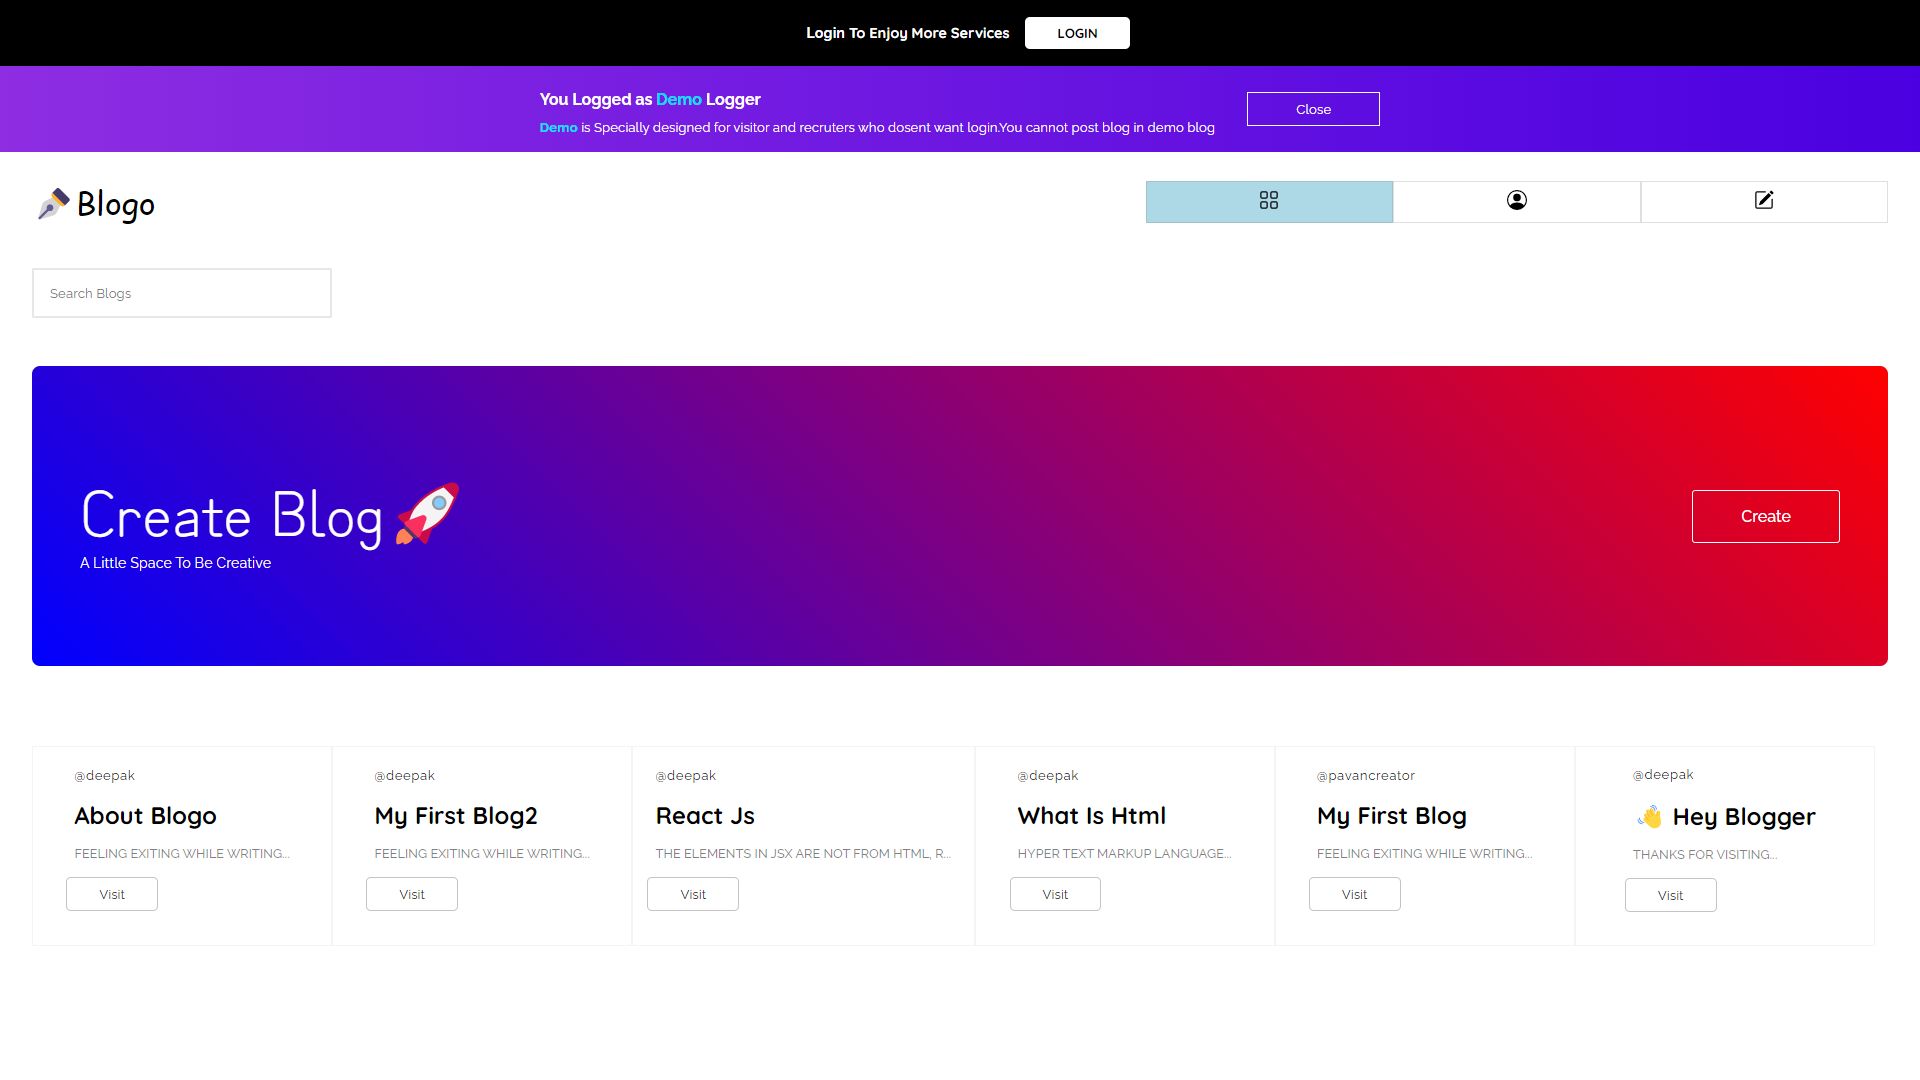 Login To Enjoy More Services LOGIN
You Logged as Demo Logger
Demo is Specially designed for visitor and recruters who dosent want login.You cannot post blog in demo blog
Close
Blogo
Search Blogs
Create Blog
A Little Space To Be Creative
Create
@deepak
About Blogo
FEELING EXITING WHILE WRITING...
Visit
@deepak
My First Blog2
FEELING EXITING WHILE WRITING...
Visit
@deepak
React Js
THE ELEMENTS IN JSX ARE NOT FROM HTML, R...
Visit
@deepak
What Is Html
HYPER TEXT MARKUP LANGUAGE...
Visit
@pavancreator
My First Blog
FEELING EXITING WHILE WRITING...
Visit
@deepak
👋 Hey Blogger
THANKS FOR VISITING...
Visit